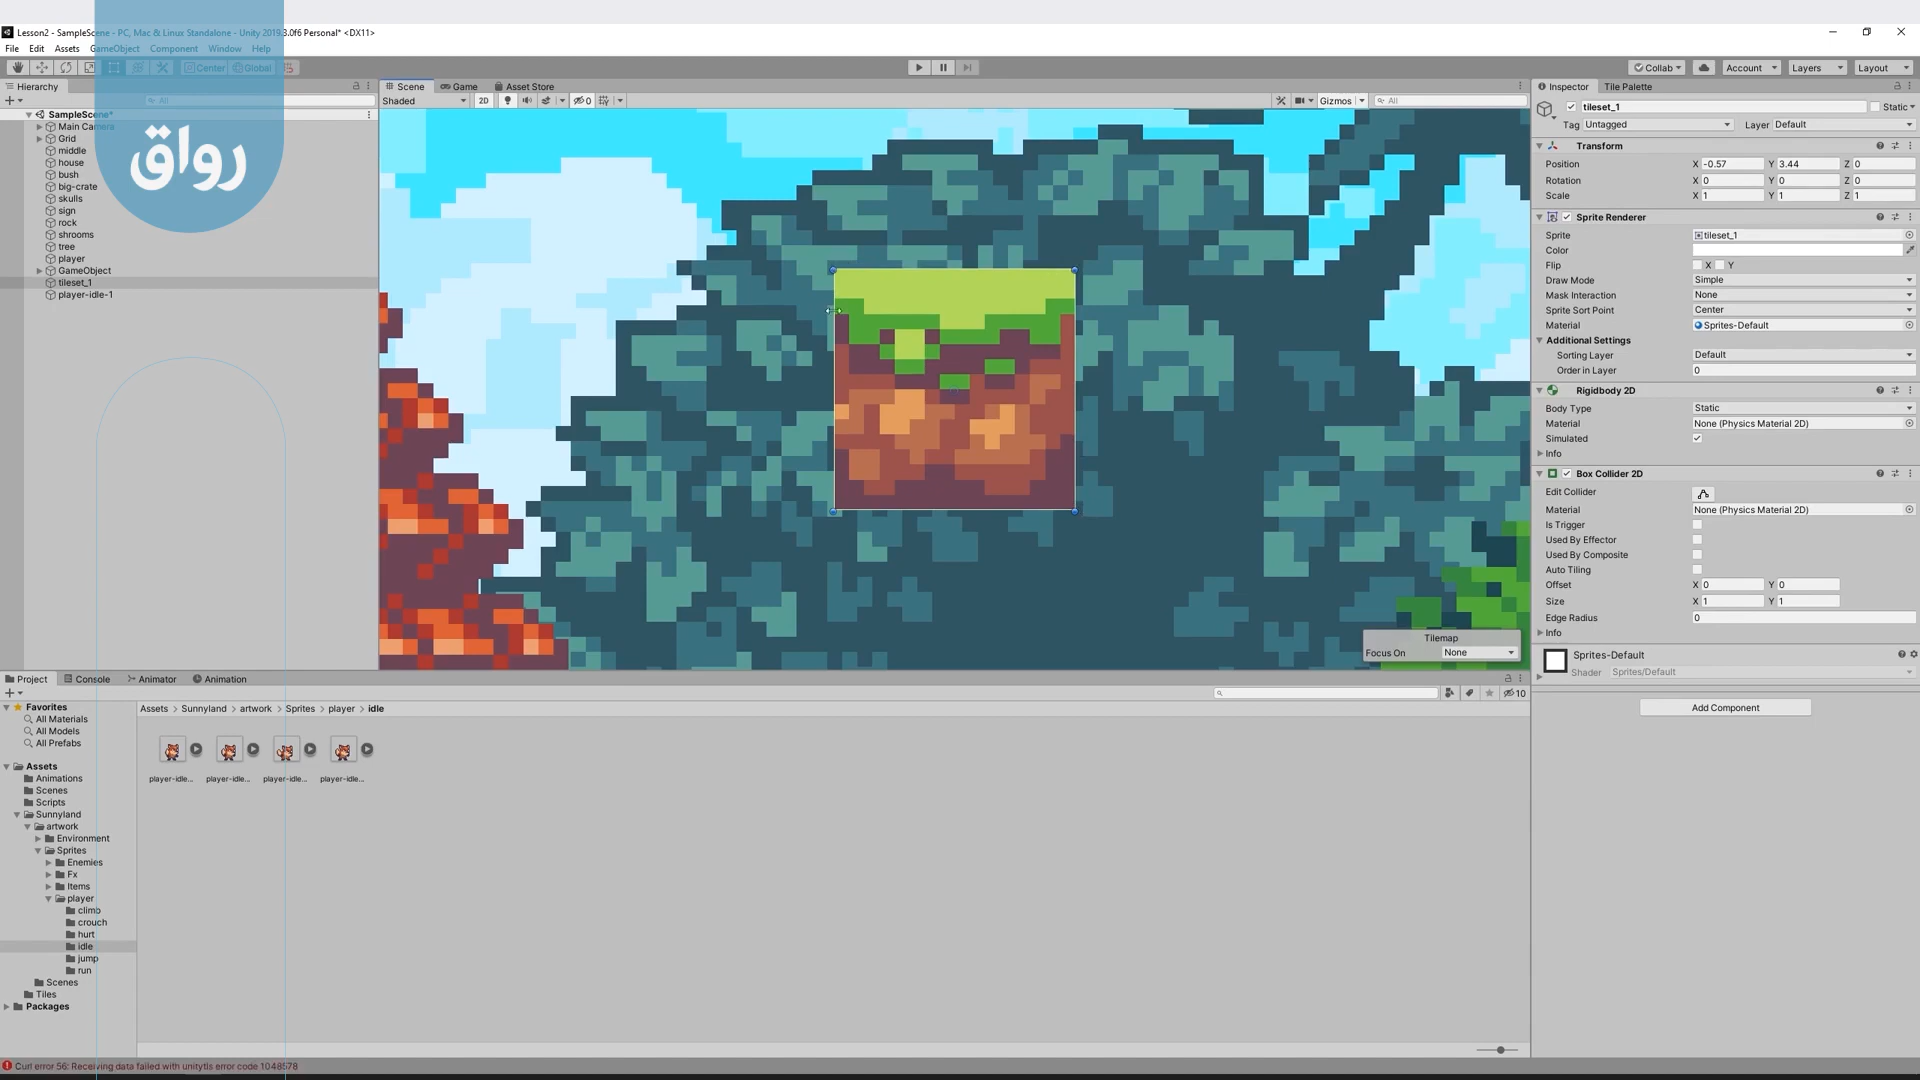 Lesson2 - SampleScene - PC, Mac & Linux Standalone - Unity 2019.3.0f6 Personal* <DX11>
File Edit Assets GameObject Component Window Help
Center Global
Collab Account Layers Layout
Hierarchy
All
SampleScene*
Main Camera
Grid
middle
house
bush
big-crate
skulls
sign
rock
shrooms
tree
player
GameObject
tileset_1
player-idle-1
رواق
Scene Game Asset Store
Shaded 2D 0 Gizmos All
Tilemap
Focus On None
Inspector Tile Palette
tileset_1 Static
Tag Untagged Layer Default
Transform
Position X -0.57 Y 3.44 Z 0
Rotation X 0 Y 0 Z 0
Scale X 1 Y 1 Z 1
Sprite Renderer
Sprite tileset_1
Color
Flip X Y
Draw Mode Simple
Mask Interaction None
Sprite Sort Point Center
Material Sprites-Default
Additional Settings
Sorting Layer Default
Order in Layer 0
Rigidbody 2D
Body Type Static
Material None (Physics Material 2D)
Simulated
Info
Box Collider 2D
Edit Collider
Material None (Physics Material 2D)
Is Trigger
Used By Effector
Used By Composite
Auto Tiling
Offset X 0 Y 0
Size X 1 Y 1
Edge Radius 0
Info
Sprites-Default
Shader Sprites/Default
Add Component
Project Console Animator Animation
10
Favorites
All Materials
All Models
All Prefabs
Assets
Animations
Scenes
Scripts
Sunnyland
artwork
Environment
Sprites
Enemies
Fx
Items
player
climb
crouch
hurt
idle
jump
run
Scenes
Tiles
Packages
Assets > Sunnyland > artwork > Sprites > player > idle
player-idle... player-idle... player-idle... player-idle...
Curl error 56: Receiving data failed with unitytls error code 1048578